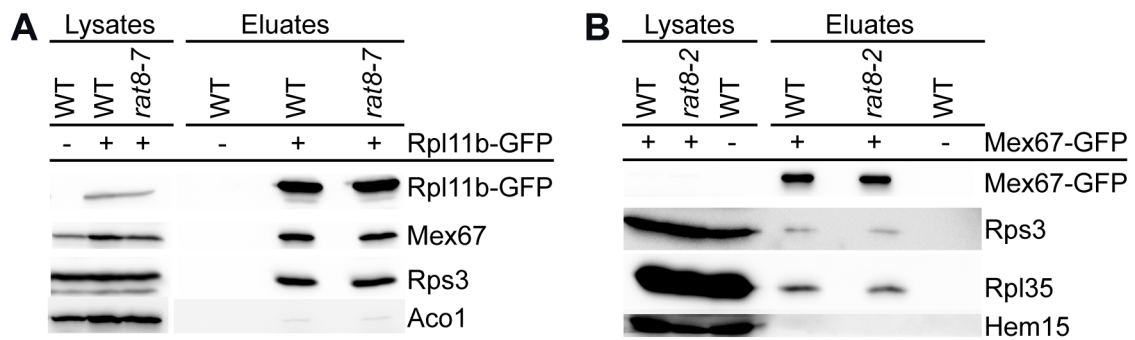 A
Lysates Eluates
WT WT rat8-7 WT WT rat8-7
- + + - + + Rpl11b-GFP
Rpl11b-GFP
Mex67
Rps3
Aco1
B
Lysates Eluates
WT rat8-2 WT WT rat8-2 WT
+ + - + + - Mex67-GFP
Mex67-GFP
Rps3
Rpl35
Hem15